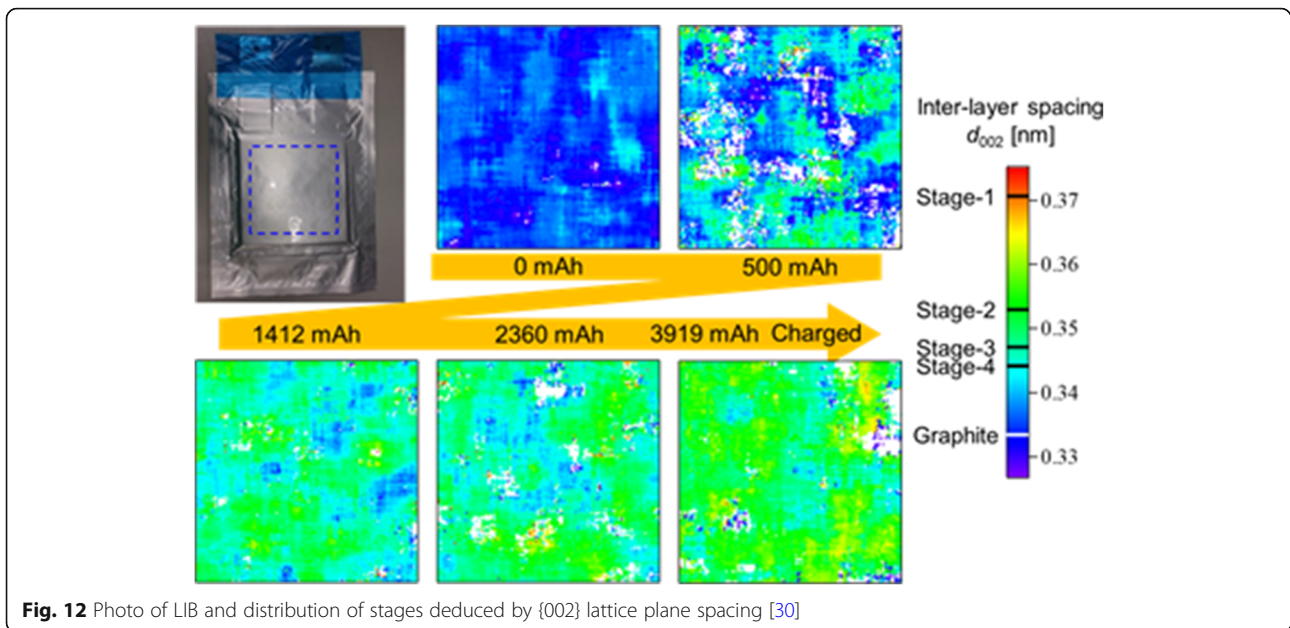 Inter-layer spacing
d002 [nm]
Stage-1
0.37
0.36
Stage-2
0.35
Stage-3
Stage-4
0.34
Graphite
0.33
0 mAh
500 mAh
1412 mAh
2360 mAh
3919 mAh Charged
Fig. 12 Photo of LIB and distribution of stages deduced by {002} lattice plane spacing [30]